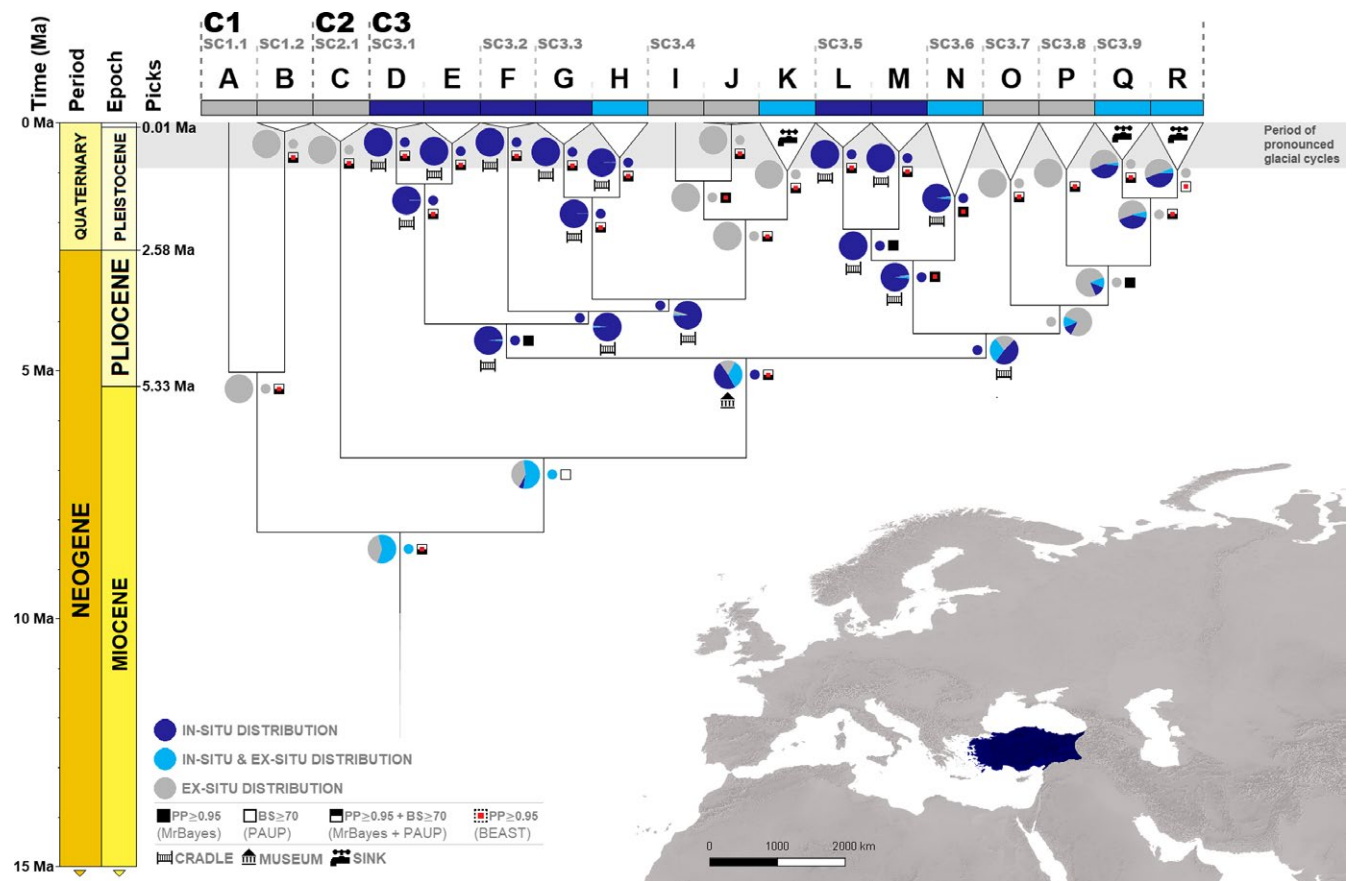 C1 C2 C3
SC1.1 SC1.2 SC2.1 SC3.1 SC3.2 SC3.3 SC3.4 SC3.5 SC3.6 SC3.7 SC3.8 SC3.9
A B C D E F G H I J K L M N O P Q R
Time (Ma) Period Epoch Picks
0 Ma
0.01 Ma
Period of
pronounced
glacial cycles
QUATERNARY
PLEISTOCENE
2.58 Ma
PLIOCENE
5 Ma
5.33 Ma
NEOGENE
MIOCENE
10 Ma
15 Ma
IN-SITU DISTRIBUTION
IN-SITU & EX-SITU DISTRIBUTION
EX-SITU DISTRIBUTION
PP≥0.95 BS≥70 PP≥0.95 + BS≥70 PP≥0.95
(MrBayes) (PAUP) (MrBayes + PAUP) (BEAST)
CRADLE MUSEUM SINK
0 1000 2000 km